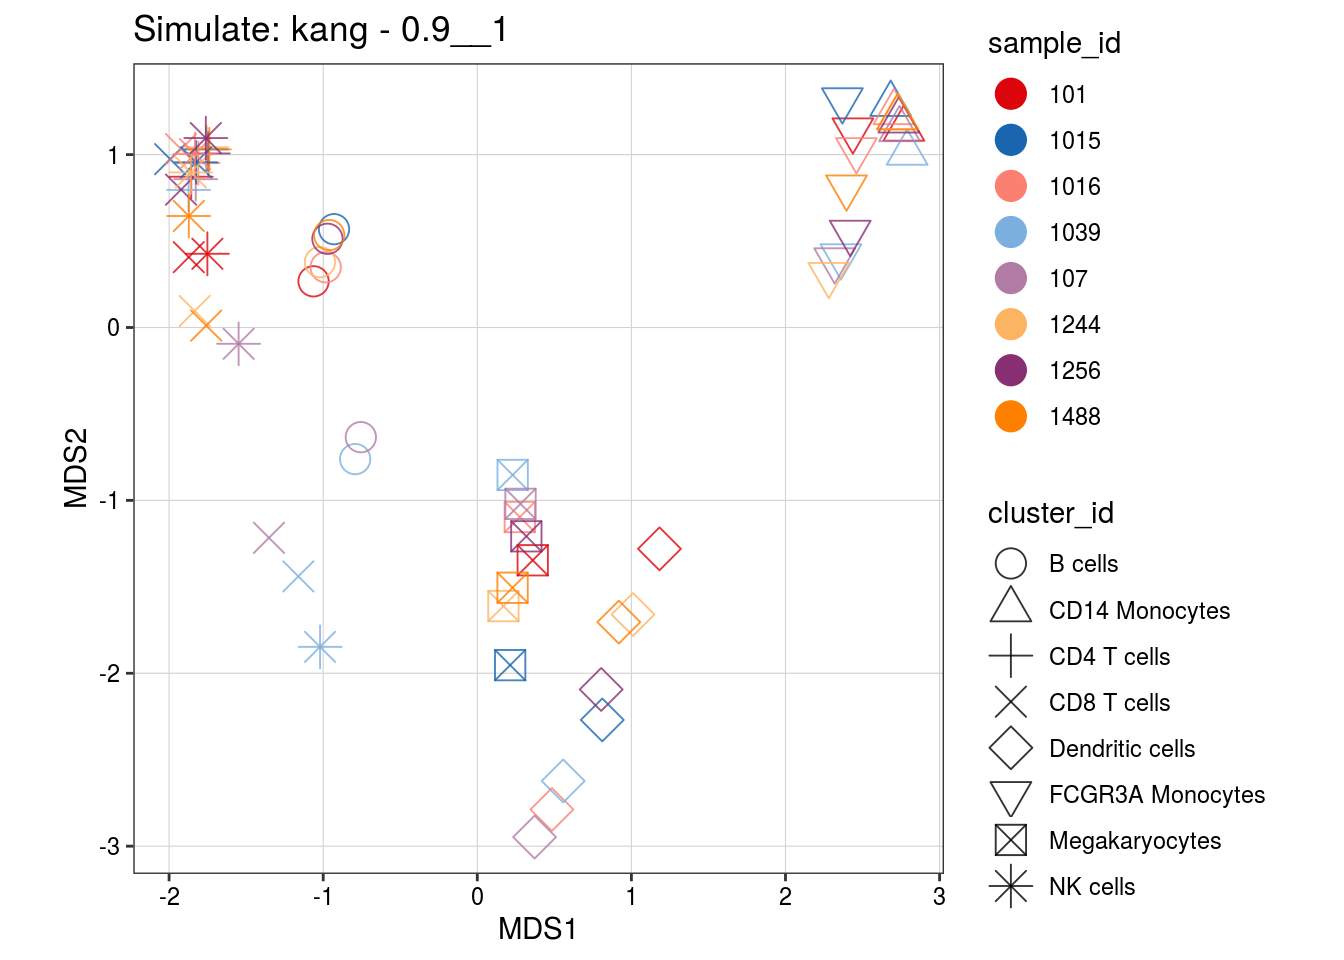 Simulate: kang - 0.9__1
sample_id
101
1015
1016
1039
107
1244
1256
1488
cluster_id
B cells
CD14 Monocytes
CD4 T cells
CD8 T cells
Dendritic cells
FCGR3A Monocytes
Megakaryocytes
NK cells
MDS2
1
0
-1
-2
-3
-2
-1
0
1
2
3
MDS1